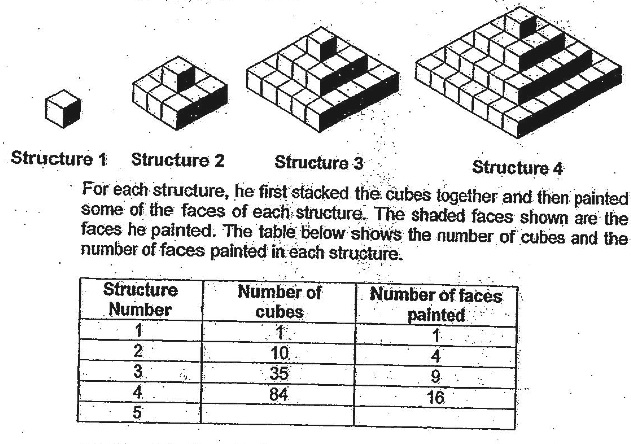 Structure 1 Structure 2 Structure 3 Structure 4
For each structure, he first stacked the cubes together and then painted
some of the faces of each structure. The shaded faces shown are the
faces he painted. The table below shows the number of cubes and the
number of faces painted in each structure.
Structure Number Number of cubes Number of faces painted
1 1 1
2 10 4
3 35 9
4 84 16
5